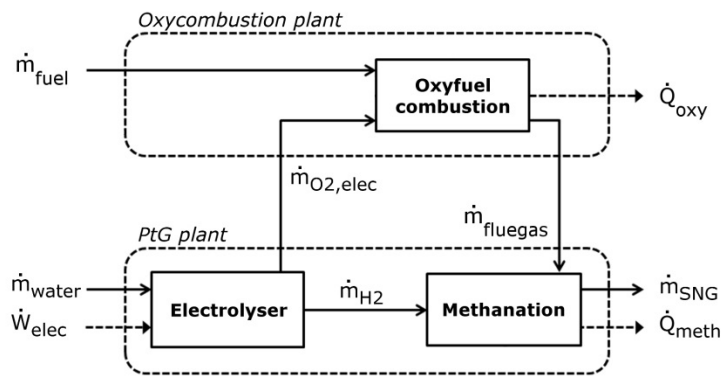 Oxycombustion plant
ṁfuel
Oxyfuel
combustion
Q̇oxy
ṁO2,elec
ṁfluegas
PtG plant
ṁwater
Ẇelec
Electrolyser
ṁH2
Methanation
ṁSNG
Q̇meth